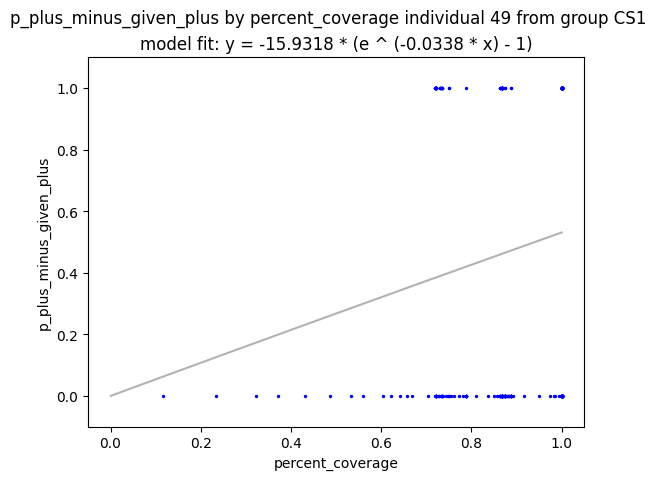 p_plus_minus_given_plus by percent_coverage individual 49 from group CS1
model fit: y = -15.9318 * (e ^ (-0.0338 * x) - 1)
1.0
0.8
0.6
0.4
0.2
0.0
p_plus_minus_given_plus
0.0 0.2 0.4 0.6 0.8 1.0
percent_coverage